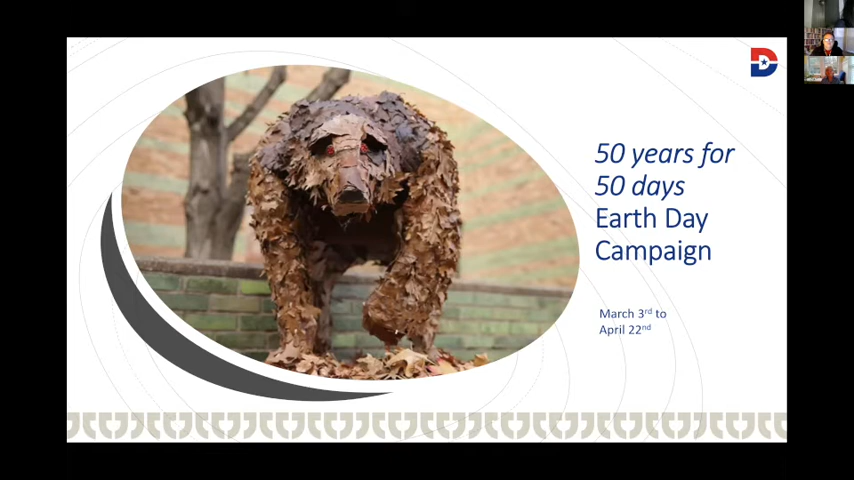 50 years for
50 days
Earth Day
Campaign
March 3rd to
April 22nd